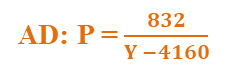 AD: P = 832 / Y – 4160